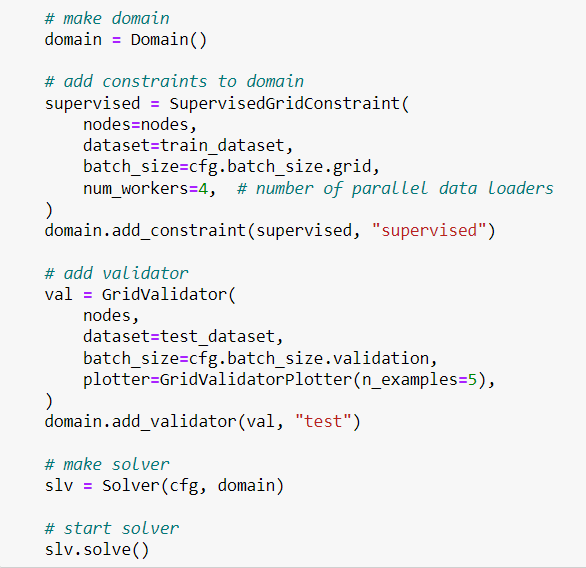 # make domain
domain = Domain()
# add constraints to domain
supervised = SupervisedGridConstraint(
    nodes=nodes,
    dataset=train_dataset,
    batch_size=cfg.batch_size.grid,
    num_workers=4,  # number of parallel data loaders
)
domain.add_constraint(supervised, "supervised")
# add validator
val = GridValidator(
    nodes,
    dataset=test_dataset,
    batch_size=cfg.batch_size.validation,
    plotter=GridValidatorPlotter(n_examples=5),
)
domain.add_validator(val, "test")
# make solver
slv = Solver(cfg, domain)
# start solver
slv.solve()